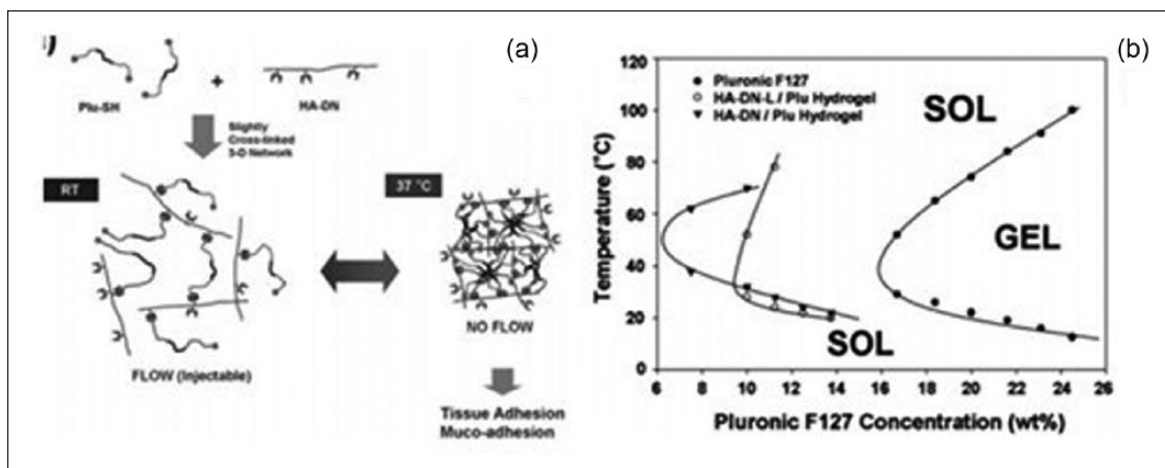 (a)
Plu-SH
+
HA-DN
Slightly
Cross-linked
3-D Network
RT
37 °C
FLOW (Injectable)
NO FLOW
Tissue Adhesion
Muco-adhesion
(b)
120
100
80
60
40
20
0
Temperature (°C)
Pluronic F127
HA-DN-L / Plu Hydrogel
HA-DN / Plu Hydrogel
SOL
GEL
SOL
6 8 10 12 14 16 18 20 22 24 26
Pluronic F127 Concentration (wt%)